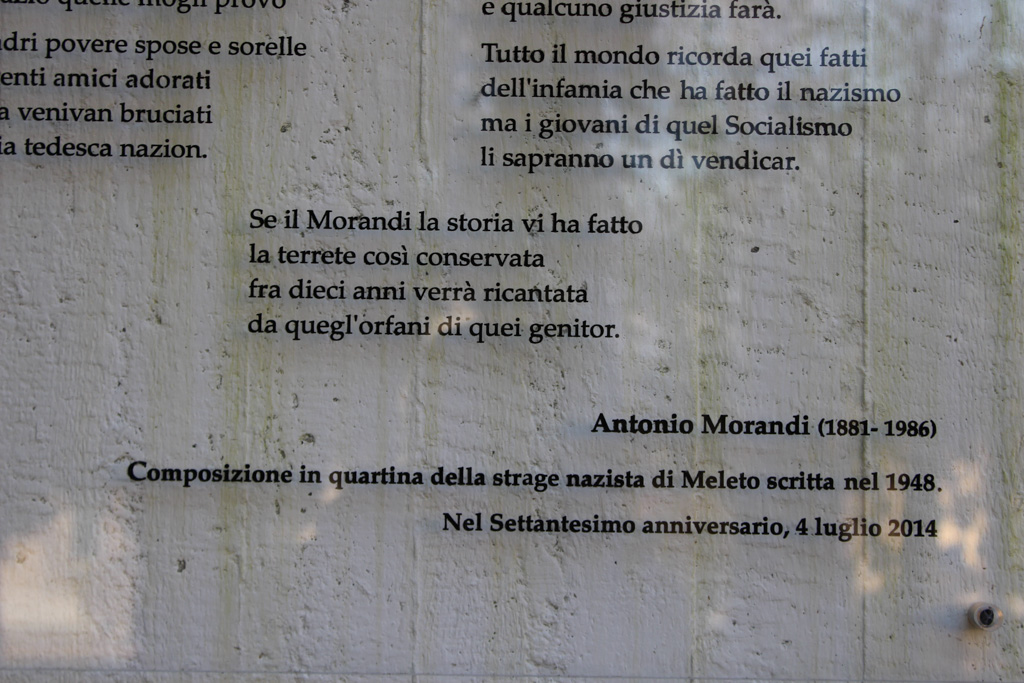 quelle mogli provò
povere spose e sorelle
amici adorati
venivan bruciati
tedesca nazion.
e qualcuno giustizia farà.
Tutto il mondo ricorda quei fatti
dell'infamia che ha fatto il nazismo
ma i giovani di quel Socialismo
li sapranno un dì vendicar.
Se il Morandi la storia vi ha fatto
la terrete così conservata
fra dieci anni verrà ricantata
da quegl'orfani di quei genitor.
Antonio Morandi (1881- 1986)
Composizione in quartina della strage nazista di Meleto scritta nel 1948.
Nel Settantesimo anniversario, 4 luglio 2014